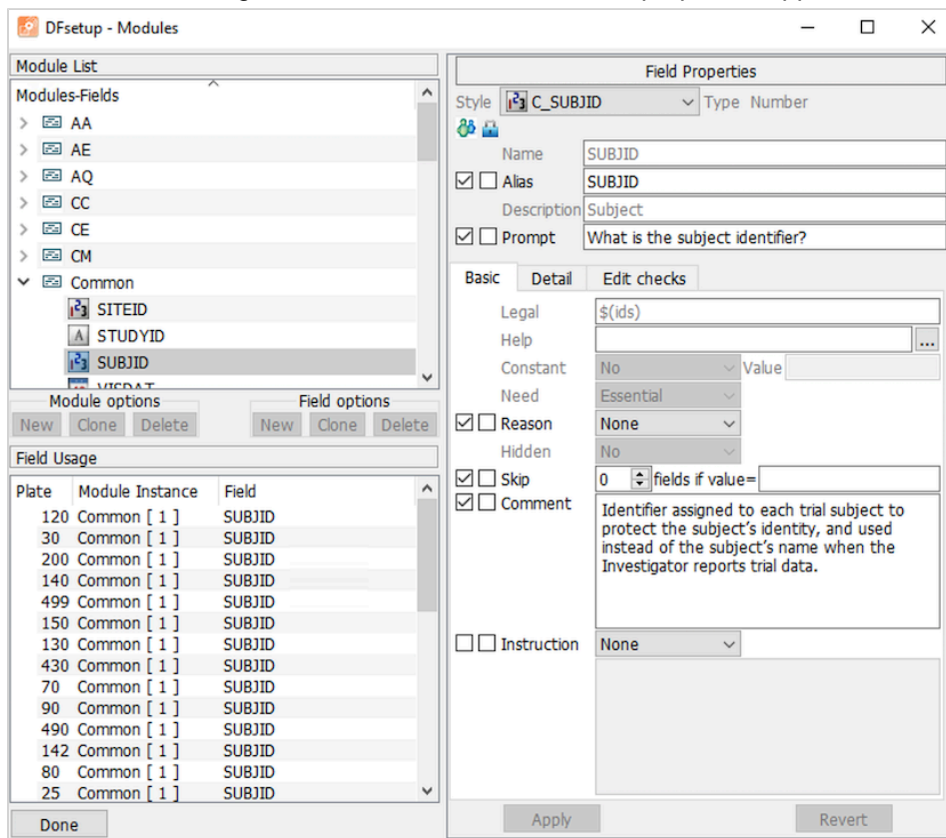 DFsetup - Modules
Module List
Modules-Fields
AA
AE
AQ
CC
CE
CM
Common
SITEID
STUDYID
SUBJID
VISDAT
Module options Field options
New Clone Delete New Clone Delete
Field Usage
Plate Module Instance Field
120 Common [ 1 ] SUBJID
30 Common [ 1 ] SUBJID
200 Common [ 1 ] SUBJID
140 Common [ 1 ] SUBJID
499 Common [ 1 ] SUBJID
150 Common [ 1 ] SUBJID
130 Common [ 1 ] SUBJID
430 Common [ 1 ] SUBJID
70 Common [ 1 ] SUBJID
90 Common [ 1 ] SUBJID
490 Common [ 1 ] SUBJID
142 Common [ 1 ] SUBJID
80 Common [ 1 ] SUBJID
25 Common [ 1 ] SUBJID
Done
Field Properties
Style C_SUBJID Type Number
Name SUBJID
Alias SUBJID
Description Subject
Prompt What is the subject identifier?
Basic Detail Edit checks
Legal $(ids)
Help ...
Constant No Value
Need Essential
Reason None
Hidden No
Skip 0 fields if value=
Comment Identifier assigned to each trial subject to
protect the subject's identity, and used
instead of the subject's name when the
Investigator reports trial data.
Instruction None
Apply Revert